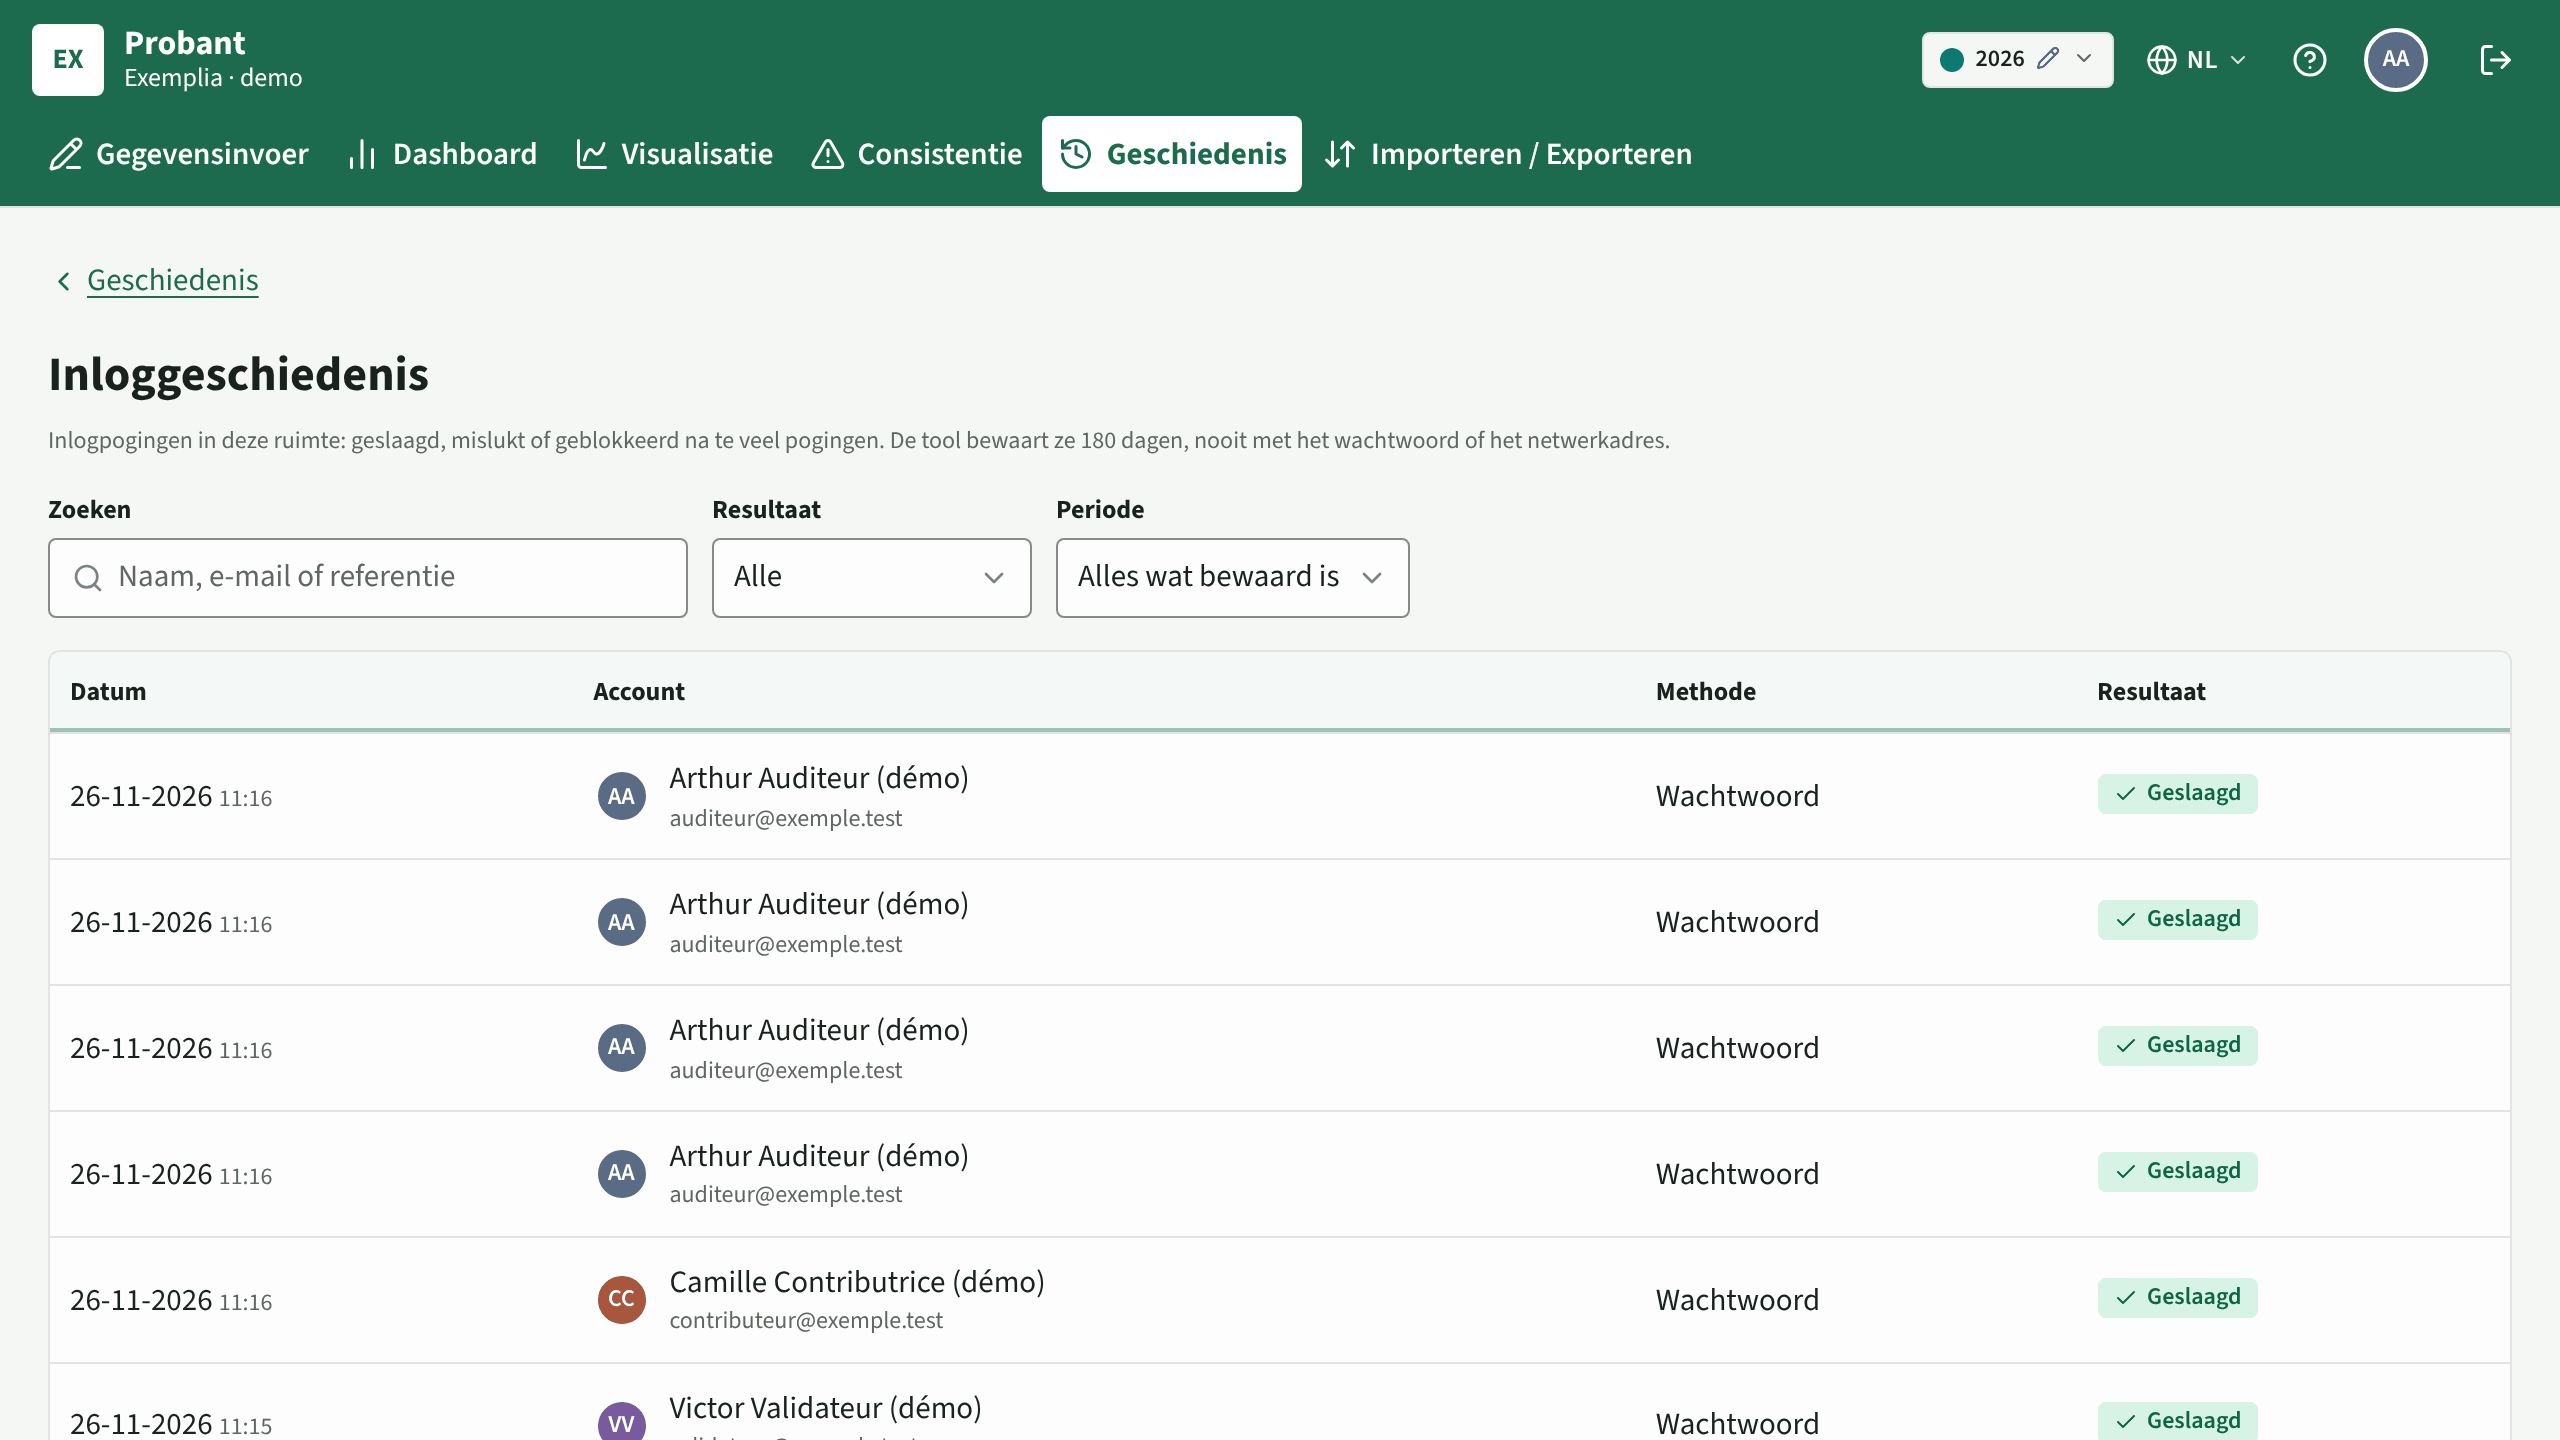 EX
Probant
Exemplia · demo
2026
NL
AA
Gegevensinvoer
Dashboard
Visualisatie
Consistentie
Geschiedenis
Importeren / Exporteren
Geschiedenis
Inloggeschiedenis
Inlogpogingen in deze ruimte: geslaagd, mislukt of geblokkeerd na te veel pogingen. De tool bewaart ze 180 dagen, nooit met het wachtwoord of het netwerkadres.
Zoeken
Resultaat
Periode
Naam, e-mail of referentie
Alle
Alles wat bewaard is
Datum
Account
Methode
Resultaat
26-11-2026 11:16
AA
Arthur Auditeur (démo)
auditeur@exemple.test
Wachtwoord
Geslaagd
26-11-2026 11:16
AA
Arthur Auditeur (démo)
auditeur@exemple.test
Wachtwoord
Geslaagd
26-11-2026 11:16
AA
Arthur Auditeur (démo)
auditeur@exemple.test
Wachtwoord
Geslaagd
26-11-2026 11:16
AA
Arthur Auditeur (démo)
auditeur@exemple.test
Wachtwoord
Geslaagd
26-11-2026 11:16
CC
Camille Contributrice (démo)
contributeur@exemple.test
Wachtwoord
Geslaagd
26-11-2026 11:15
VV
Victor Validateur (démo)
Wachtwoord
Geslaagd